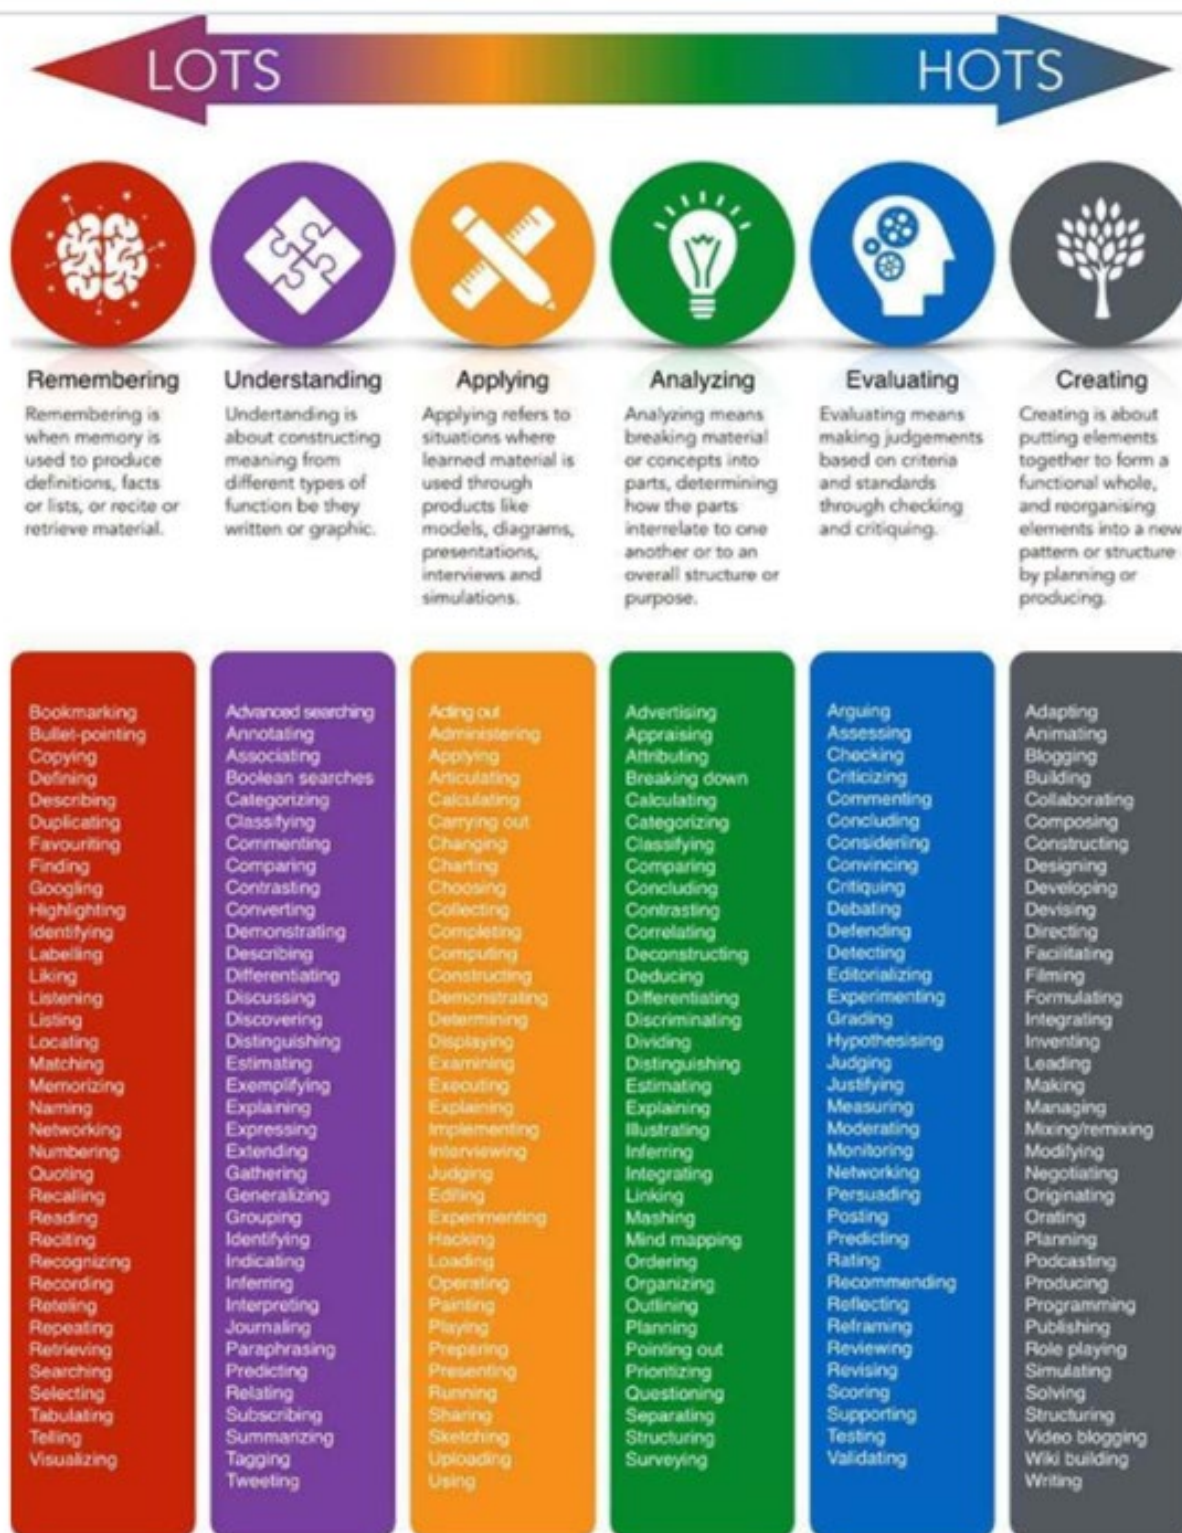 LOTS
HOTS
Remembering
Remembering is
when memory is
used to produce
definitions, facts
or lists, or recite or
retrieve material.
Understanding
Undertanding is
about constructing
meaning from
different types of
function be they
written or graphic.
Applying
Applying refers to
situations where
learned material is
used through
products like
models, diagrams,
presentations,
interviews and
simulations.
Analyzing
Analyzing means
breaking material
or concepts into
parts, determining
how the parts
interrelate to one
another or to an
overall structure or
purpose.
Evaluating
Evaluating means
making judgements
based on criteria
and standards
through checking
and critiquing.
Creating
Creating is about
putting elements
together to form a
functional whole,
and reorganising
elements into a new
pattern or structure
by planning or
producing.
Bookmarking
Bullet-pointing
Copying
Defining
Describing
Duplicating
Favouriting
Finding
Googling
Highlighting
Identifying
Labelling
Liking
Listening
Listing
Locating
Matching
Memorizing
Naming
Networking
Numbering
Quoting
Recalling
Reading
Reciting
Recognizing
Recording
Reteling
Repeating
Retrieving
Searching
Selecting
Tabulating
Telling
Visualizing
Advanced searching
Annotating
Associating
Boolean searches
Categorizing
Classifying
Commenting
Comparing
Contrasting
Converting
Demonstrating
Describing
Differentiating
Discussing
Discovering
Distinguishing
Estimating
Exemplifying
Explaining
Expressing
Extending
Gathering
Generalizing
Grouping
Identifying
Indicating
Inferring
Interpreting
Journaling
Paraphrasing
Predicting
Relating
Subscribing
Summarizing
Tagging
Tweeting
Acting out
Administering
Applying
Articulating
Calculating
Carrying out
Changing
Charting
Choosing
Collecting
Completing
Computing
Constructing
Demonstrating
Determining
Displaying
Examining
Executing
Explaining
Implementing
Interviewing
Judging
Editing
Experimenting
Hacking
Loading
Operating
Painting
Playing
Preparing
Presenting
Running
Sharing
Sketching
Uploading
Using
Advertising
Appraising
Attributing
Breaking down
Calculating
Categorizing
Classifying
Comparing
Concluding
Contrasting
Correlating
Deconstructing
Deducing
Differentiating
Discriminating
Dividing
Distinguishing
Estimating
Explaining
Illustrating
Inferring
Integrating
Linking
Mashing
Mind mapping
Ordering
Organizing
Outlining
Planning
Pointing out
Prioritizing
Questioning
Separating
Structuring
Surveying
Arguing
Assessing
Checking
Criticizing
Commenting
Concluding
Consideriing
Convincing
Critiquing
Debating
Defending
Detecting
Editorializing
Experimenting
Grading
Hypothesising
Judging
Justifying
Measuring
Moderating
Monitoring
Networking
Persuading
Posting
Predicting
Rating
Recommending
Reflecting
Reframing
Reviewing
Revising
Scoring
Supporting
Testing
Validating
Adapting
Animating
Blogging
Building
Collaborating
Composing
Constructing
Designing
Developing
Devising
Directing
Facilitating
Filming
Formulating
Integrating
Inventing
Leading
Making
Managing
Mixing/remixing
Modifying
Negotiating
Originating
Orating
Planning
Podcasting
Producing
Programming
Publishing
Role playing
Simulating
Solving
Structuring
Video blogging
Wiki building
Writing